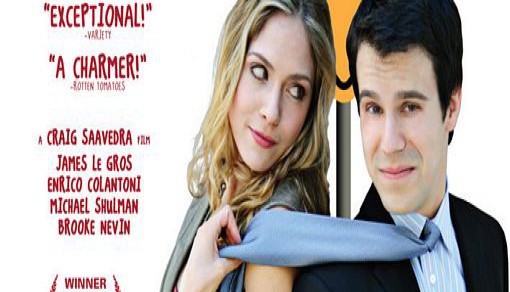 "EXCEPTIONAL!"
-VARIETY
"A CHARMER!"
-ROTTEN TOMATOES
A CRAIG SAAVEDRA FILM
JAMES LE GROS
ENRICO COLANTONI
MICHAEL SHULMAN
BROOKE NEVIN
WINNER